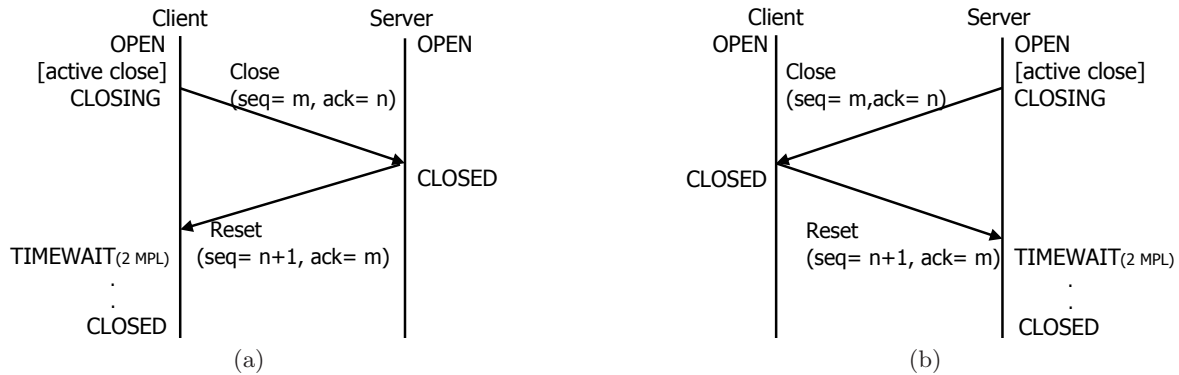 Client
Server
OPEN
OPEN
[active close]
CLOSING
Close
(seq= m, ack= n)
CLOSED
Reset
(seq= n+1, ack= m)
TIMEWAIT(2 MPL)
.
.
CLOSED
(a)
Client
Server
OPEN
OPEN
[active close]
CLOSING
Close
(seq= m,ack= n)
CLOSED
Reset
(seq= n+1, ack= m)
TIMEWAIT(2 MPL)
.
.
CLOSED
(b)